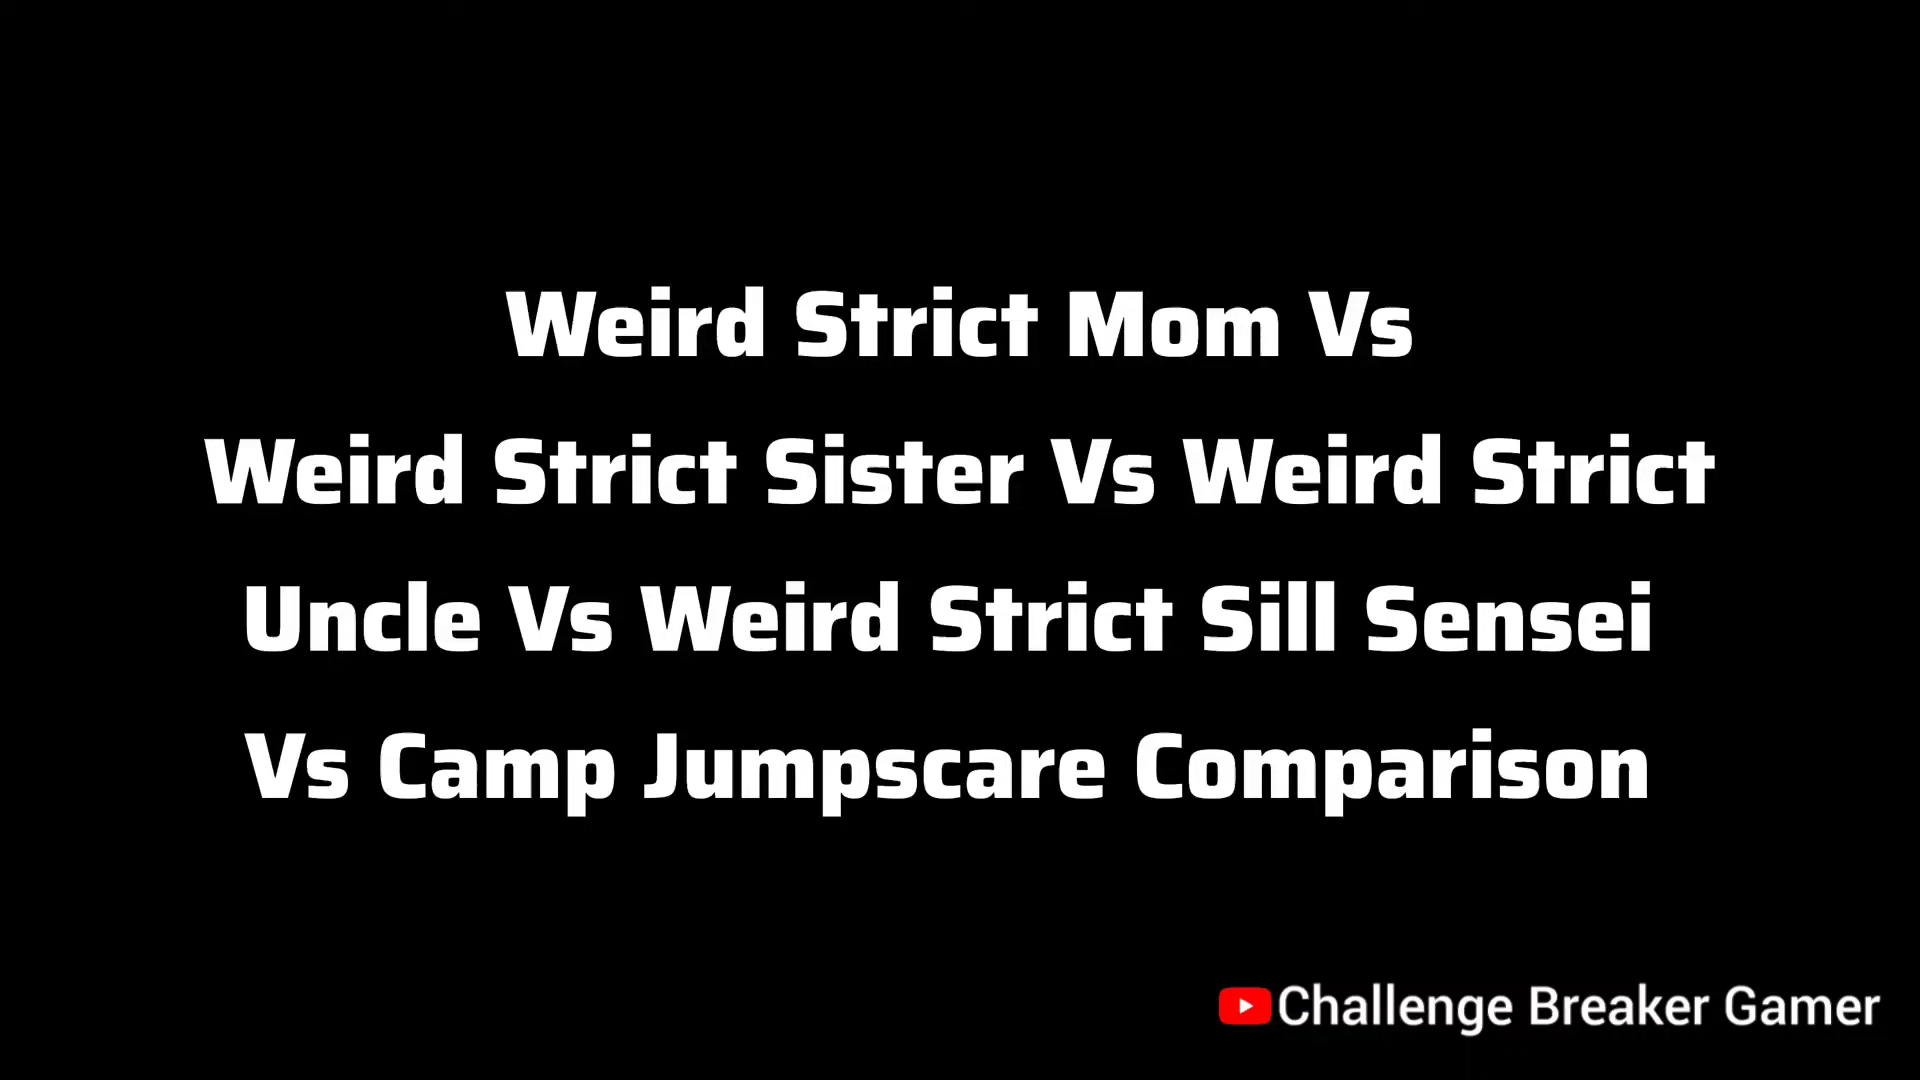 Weird Strict Mom Vs
Weird Strict Sister Vs Weird Strict
Uncle Vs Weird Strict Sill Sensei
Vs Camp Jumpscare Comparison
Challenge Breaker Gamer